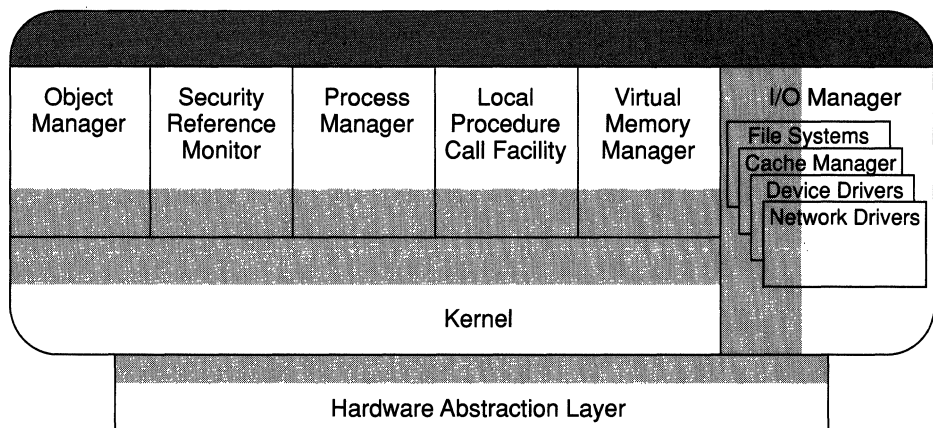 Object
Manager
Security
Reference
Monitor
Process
Manager
Local
Procedure
Call Facility
Virtual
Memory
Manager
I/O Manager
File Systems
Cache Manager
Device Drivers
Network Drivers
Kernel
Hardware Abstraction Layer